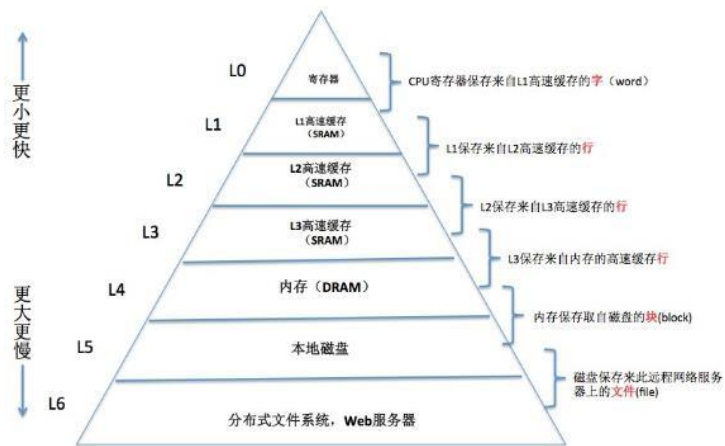 更小更快
L0
寄存器
CPU寄存器保存来自L1高速缓存的字（word）
L1
L1高速缓存
（SRAM）
L1保存来自L2高速缓存的行
L2
L2高速缓存
（SRAM）
L2保存来自L3高速缓存的行
L3
L3高速缓存
（SRAM）
L3保存来自内存的高速缓存行
更大更慢
L4
内存（DRAM）
内存保存取自磁盘的块(block)
L5
本地磁盘
磁盘保存来此远程网络服务
器上的文件(file)
L6
分布式文件系统，Web服务器